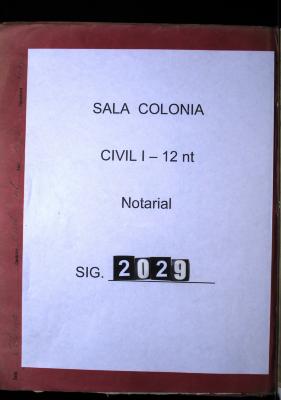 SALA COLONIA
CIVIL I – 12 nt
Notarial
SIG. 2029